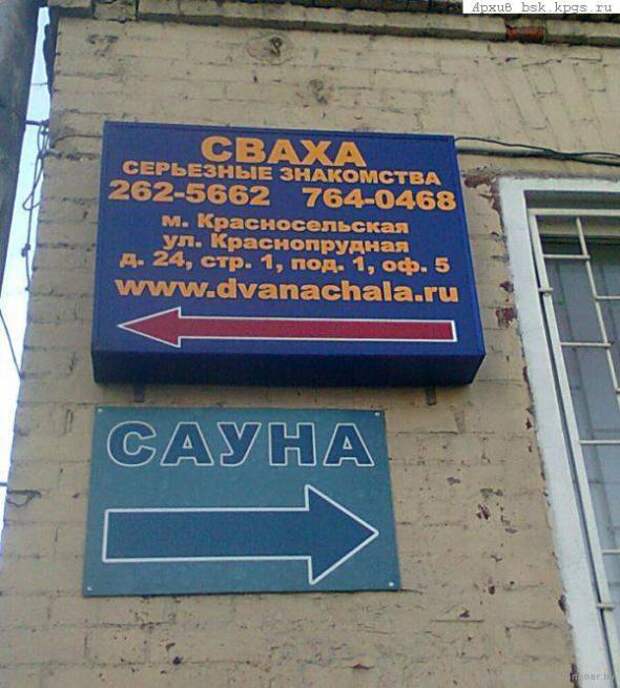 Архив bsk.kpgs.ru
СВАХА
СЕРЬЕЗНЫЕ ЗНАКОМСТВА
262-5662 764-0468
м. Красносельская
ул. Краснопрудная
д. 24, стр. 1, под. 1, оф. 5
www.dvanachala.ru
САУНА